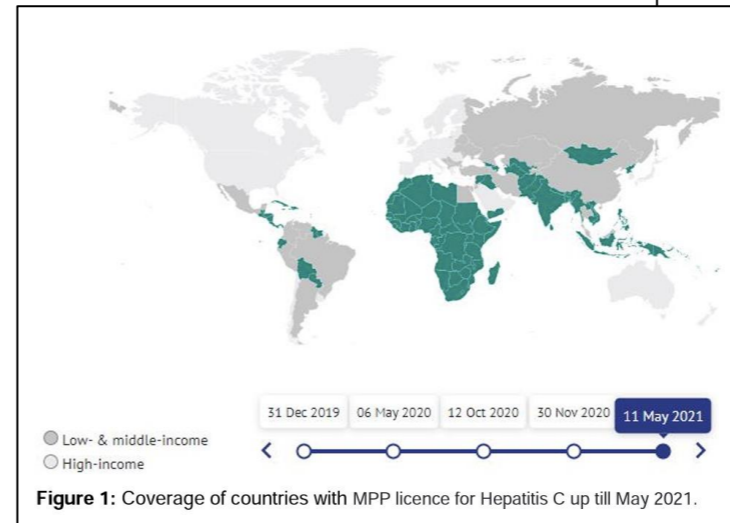 31 Dec 2019 06 May 2020 12 Oct 2020 30 Nov 2020 11 May 2021
Low- & middle-income
High-income
Figure 1: Coverage of countries with MPP licence for Hepatitis C up till May 2021.